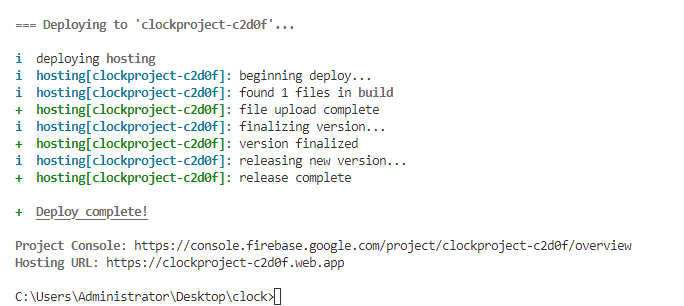 === Deploying to 'clockproject-c2d0f'...
i deploying hosting
i hosting[clockproject-c2d0f]: beginning deploy...
i hosting[clockproject-c2d0f]: found 1 files in build
+ hosting[clockproject-c2d0f]: file upload complete
i hosting[clockproject-c2d0f]: finalizing version...
+ hosting[clockproject-c2d0f]: version finalized
i hosting[clockproject-c2d0f]: releasing new version...
+ hosting[clockproject-c2d0f]: release complete
+ Deploy complete!
Project Console: https://console.firebase.google.com/project/clockproject-c2d0f/overview
Hosting URL: https://clockproject-c2d0f.web.app
C:\Users\Administrator\Desktop\clock>